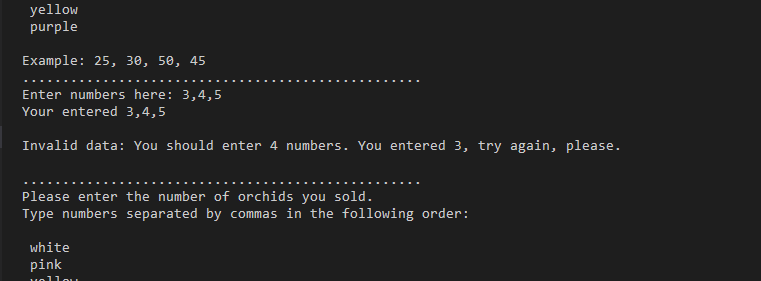 yellow
purple
Example: 25, 30, 50, 45
..................................................
Enter numbers here: 3,4,5
Your entered 3,4,5
Invalid data: You should enter 4 numbers. You entered 3, try again, please.
..................................................
Please enter the number of orchids you sold.
Type numbers separated by commas in the following order:
white
pink
yellow